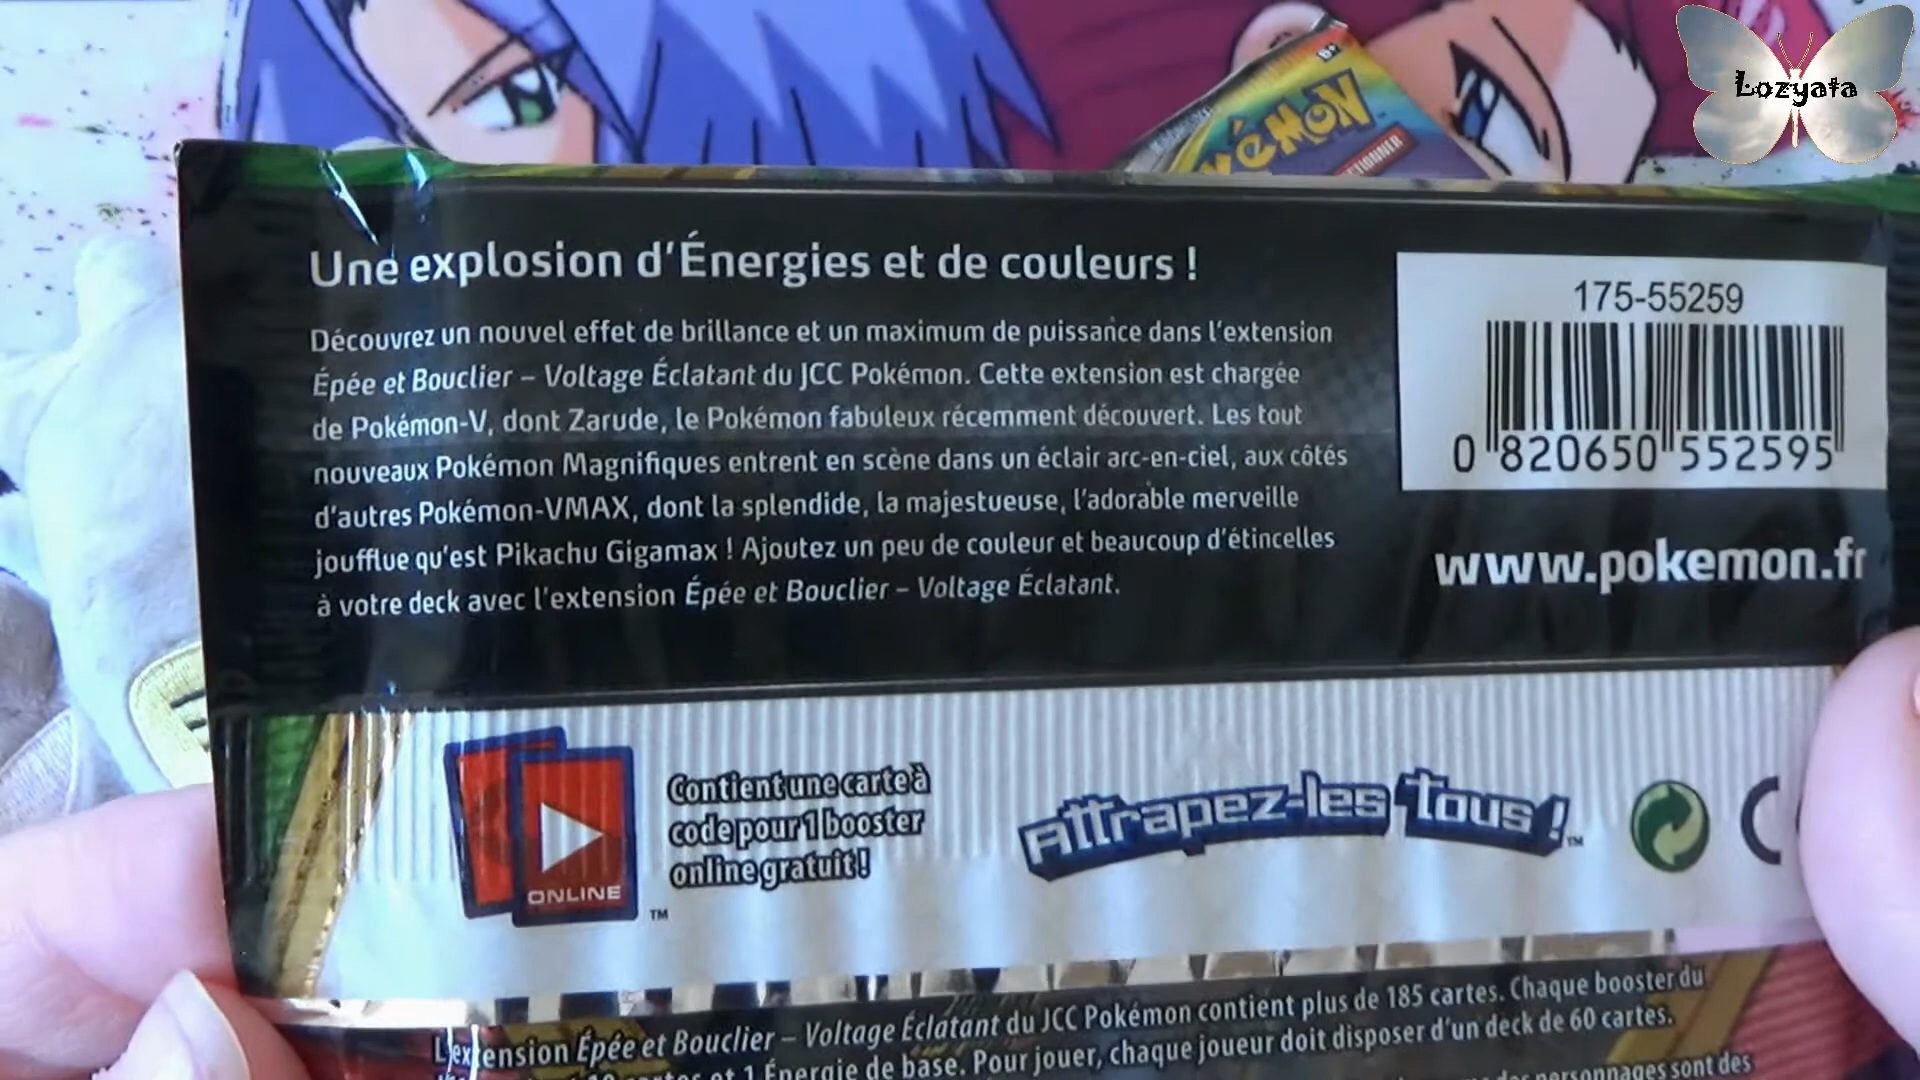 Lozyata
POKÉMON
Une explosion d'Énergies et de couleurs !
Découvrez un nouvel effet de brillance et un maximum de puissance dans l'extension
Épée et Bouclier – Voltage Éclatant du JCC Pokémon. Cette extension est chargée
de Pokémon-V, dont Zarude, le Pokémon fabuleux récemment découvert. Les tout
nouveaux Pokémon Magnifiques entrent en scène dans un éclair arc-en-ciel, aux côtés
d'autres Pokémon-VMAX, dont la splendide, la majestueuse, l'adorable merveille
joufflue qu'est Pikachu Gigamax ! Ajoutez un peu de couleur et beaucoup d'étincelles
à votre deck avec l'extension Épée et Bouclier – Voltage Éclatant.
175-55259
0 820650 552595
www.pokemon.fr
ONLINE
TM
Contient une carte à
code pour 1 booster
online gratuit !
Attrapez-les tous !
TM
L'extension Épée et Bouclier – Voltage Éclatant du JCC Pokémon contient plus de 185 cartes. Chaque booster du
10 cartes et 1 Énergie de base. Pour jouer, chaque joueur doit disposer d'un deck de 60 cartes.
personnages sont des